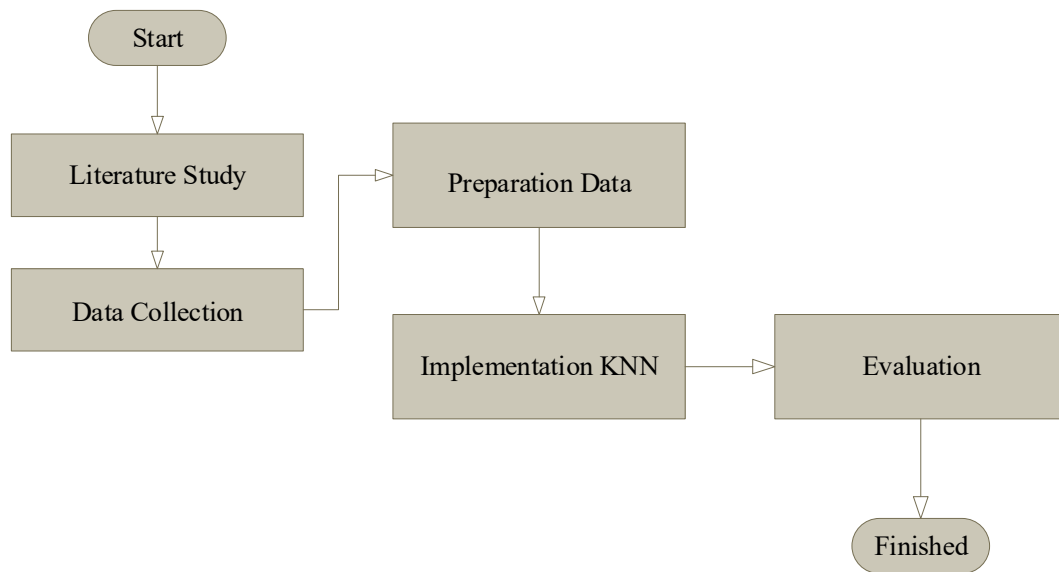 Start
Literature Study
Data Collection
Preparation Data
Implementation KNN
Evaluation
Finished